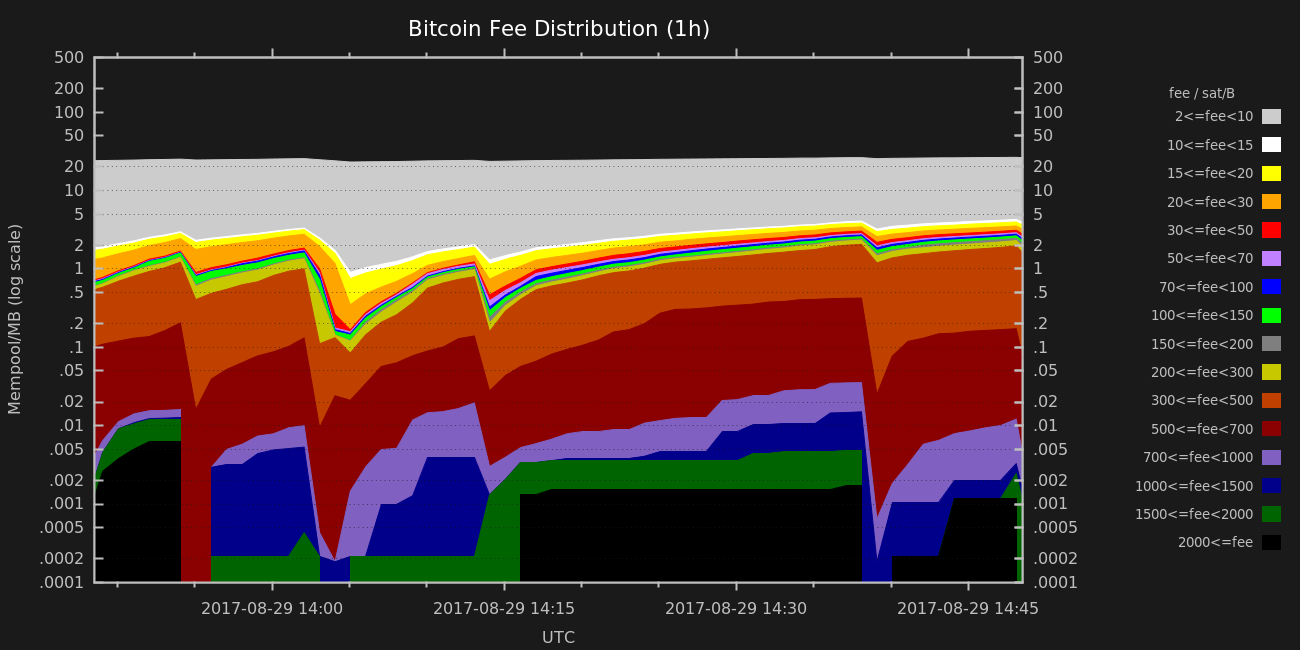 Bitcoin Fee Distribution (1h)
500 500
200 200
100 100
50 50
20 20
10 10
5 5
2 2
1 1
.5 .5
.2 .2
.1 .1
.05 .05
.02 .02
.01 .01
.005 .005
.002 .002
.001 .001
.0005 .0005
.0002 .0002
.0001 .0001
Mempool/MB (log scale)
2017-08-29 14:00 2017-08-29 14:15 2017-08-29 14:30 2017-08-29 14:45
UTC
fee / sat/B
2<=fee<10
10<=fee<15
15<=fee<20
20<=fee<30
30<=fee<50
50<=fee<70
70<=fee<100
100<=fee<150
150<=fee<200
200<=fee<300
300<=fee<500
500<=fee<700
700<=fee<1000
1000<=fee<1500
1500<=fee<2000
2000<=fee